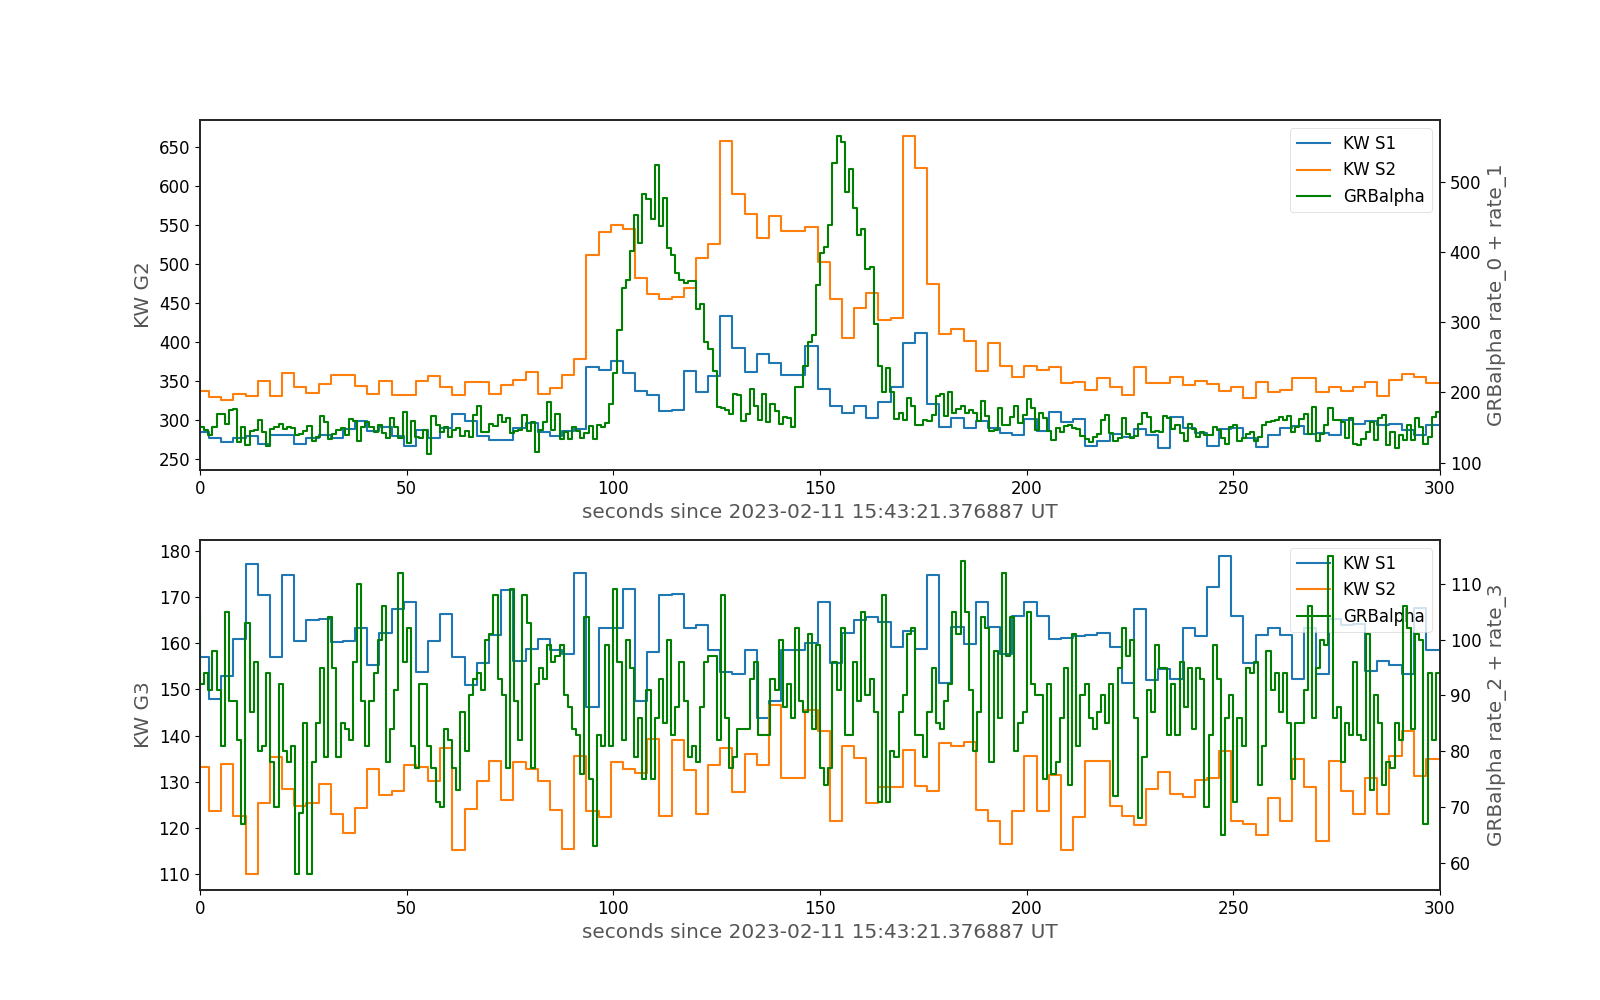 650
600
550
500
450
400
350
300
250
KW G2
KW S1
KW S2
GRBalpha
500
400
300
200
100
GRBalpha rate_0 + rate_1
0 50 100 150 200 250 300
seconds since 2023-02-11 15:43:21.376887 UT
180
170
160
150
140
130
120
110
KW G3
KW S1
KW S2
GRBalpha
110
100
90
80
70
60
GRBalpha rate_2 + rate_3
0 50 100 150 200 250 300
seconds since 2023-02-11 15:43:21.376887 UT